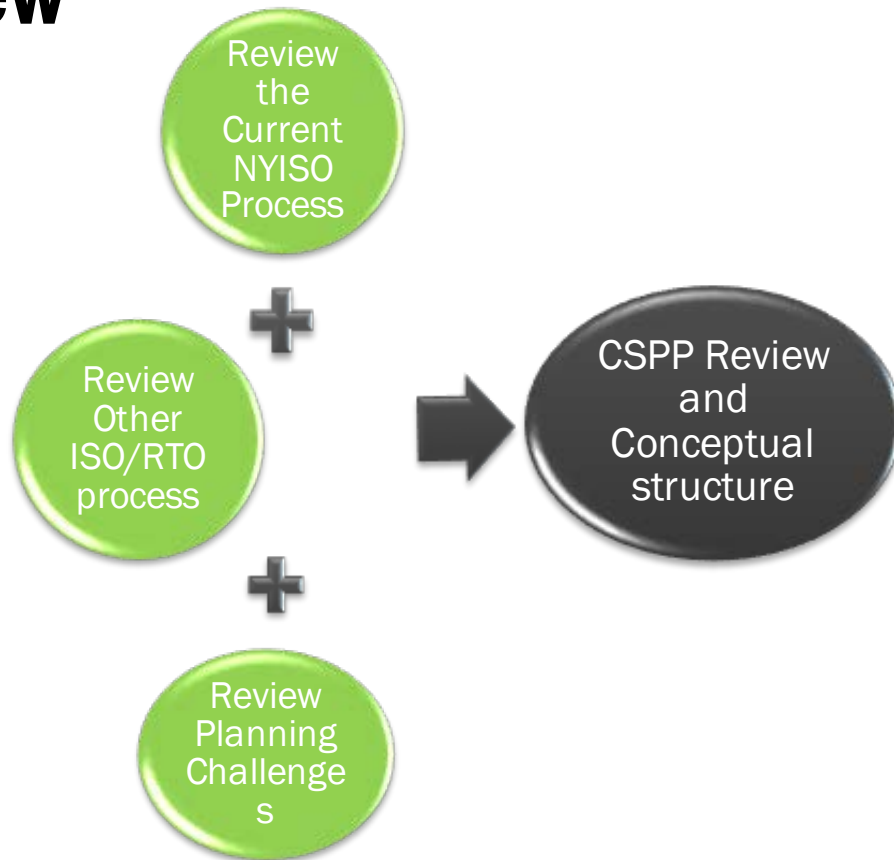 ew
Review
the
Current
NYISO
Process
Review
Other
ISO/RTO
process
CSPP Review
and
Conceptual
structure
Review
Planning
Challenge
s